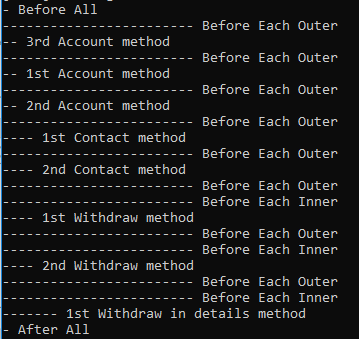 - Before All
------------------------ Before Each Outer
-- 3rd Account method
------------------------ Before Each Outer
-- 1st Account method
------------------------ Before Each Outer
-- 2nd Account method
------------------------ Before Each Outer
---- 1st Contact method
------------------------ Before Each Outer
---- 2nd Contact method
------------------------ Before Each Outer
------------------------ Before Each Inner
---- 1st Withdraw method
------------------------ Before Each Outer
------------------------ Before Each Inner
---- 2nd Withdraw method
------------------------ Before Each Outer
------------------------ Before Each Inner
------- 1st Withdraw in details method
- After All